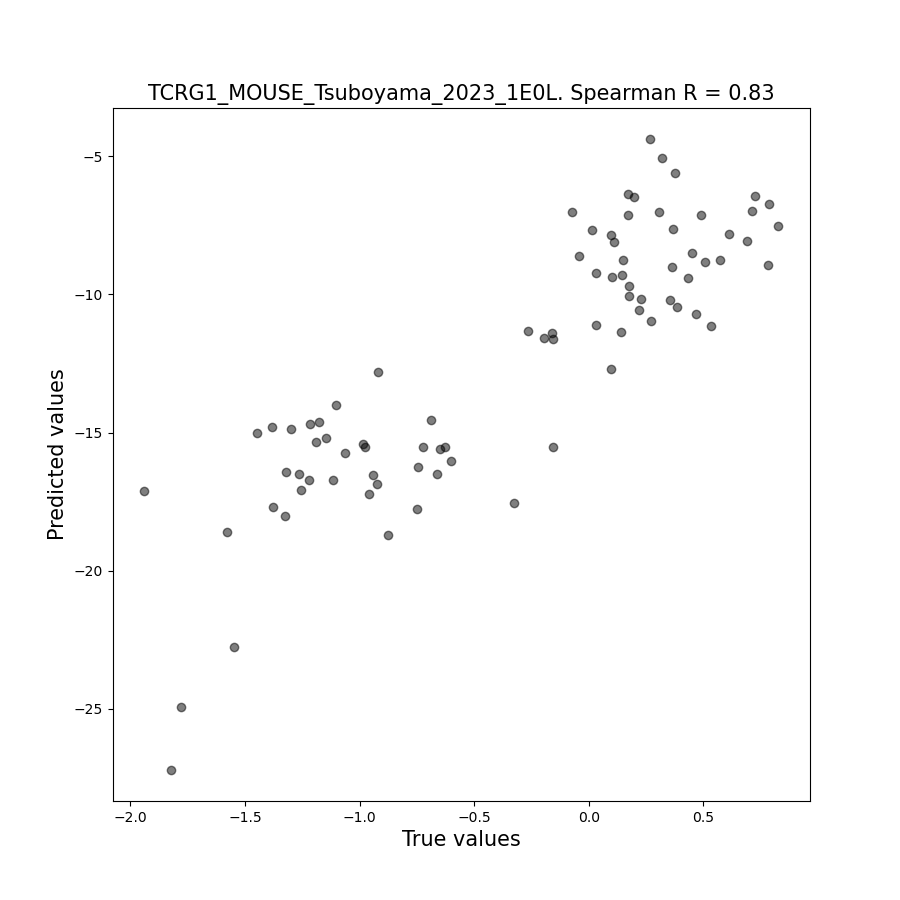 TCRG1_MOUSE_Tsuboyama_2023_1E0L. Spearman R = 0.83
Predicted values
−5
−10
−15
−20
−25
−2.0 −1.5 −1.0 −0.5 0.0 0.5
True values